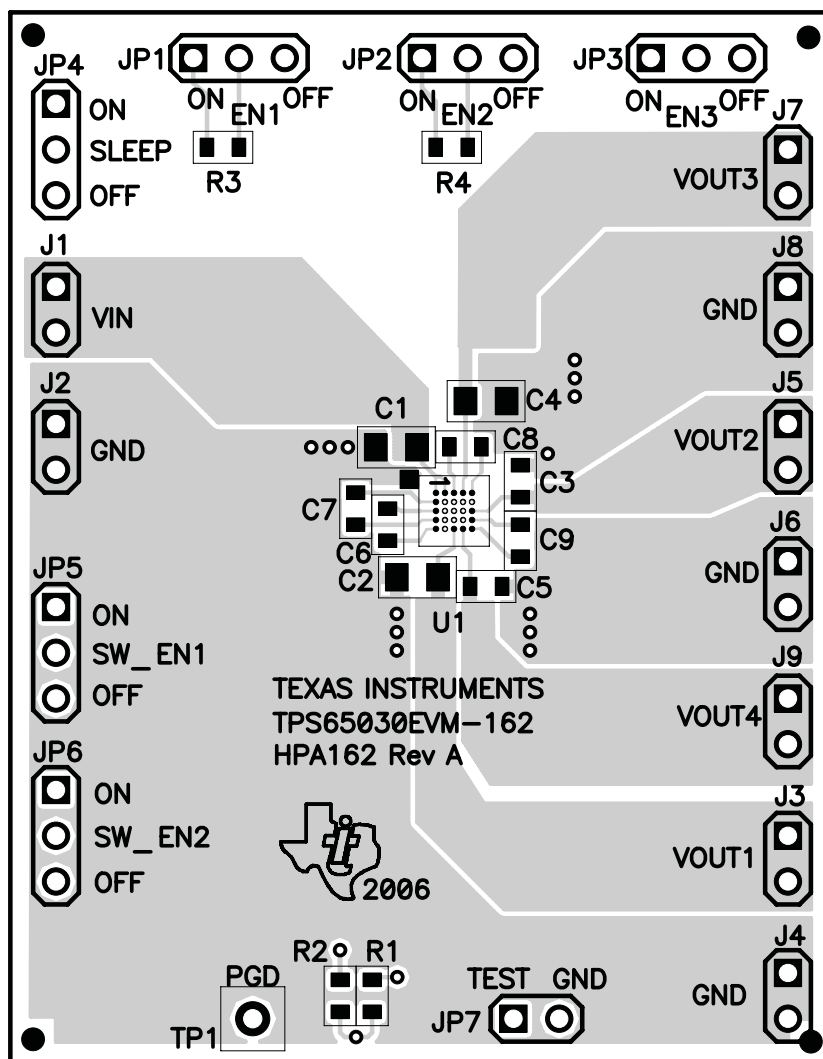 JP1
JP2
JP3
JP4
ON
EN1
OFF
ON
EN2
OFF
ON
EN3
OFF
ON
SLEEP
OFF
R3
R4
J7
VOUT3
J1
VIN
J8
GND
J2
GND
C4
C1
C8
J5
VOUT2
1
C3
C7
C6
C9
J6
GND
C2
C5
U1
JP5
ON
SW_EN1
OFF
J9
VOUT4
TEXAS INSTRUMENTS
TPS65030EVM-162
HPA162 Rev A
JP6
ON
SW_EN2
OFF
J3
VOUT1
2006
R2
R1
J4
GND
PGD
TP1
TEST
GND
JP7